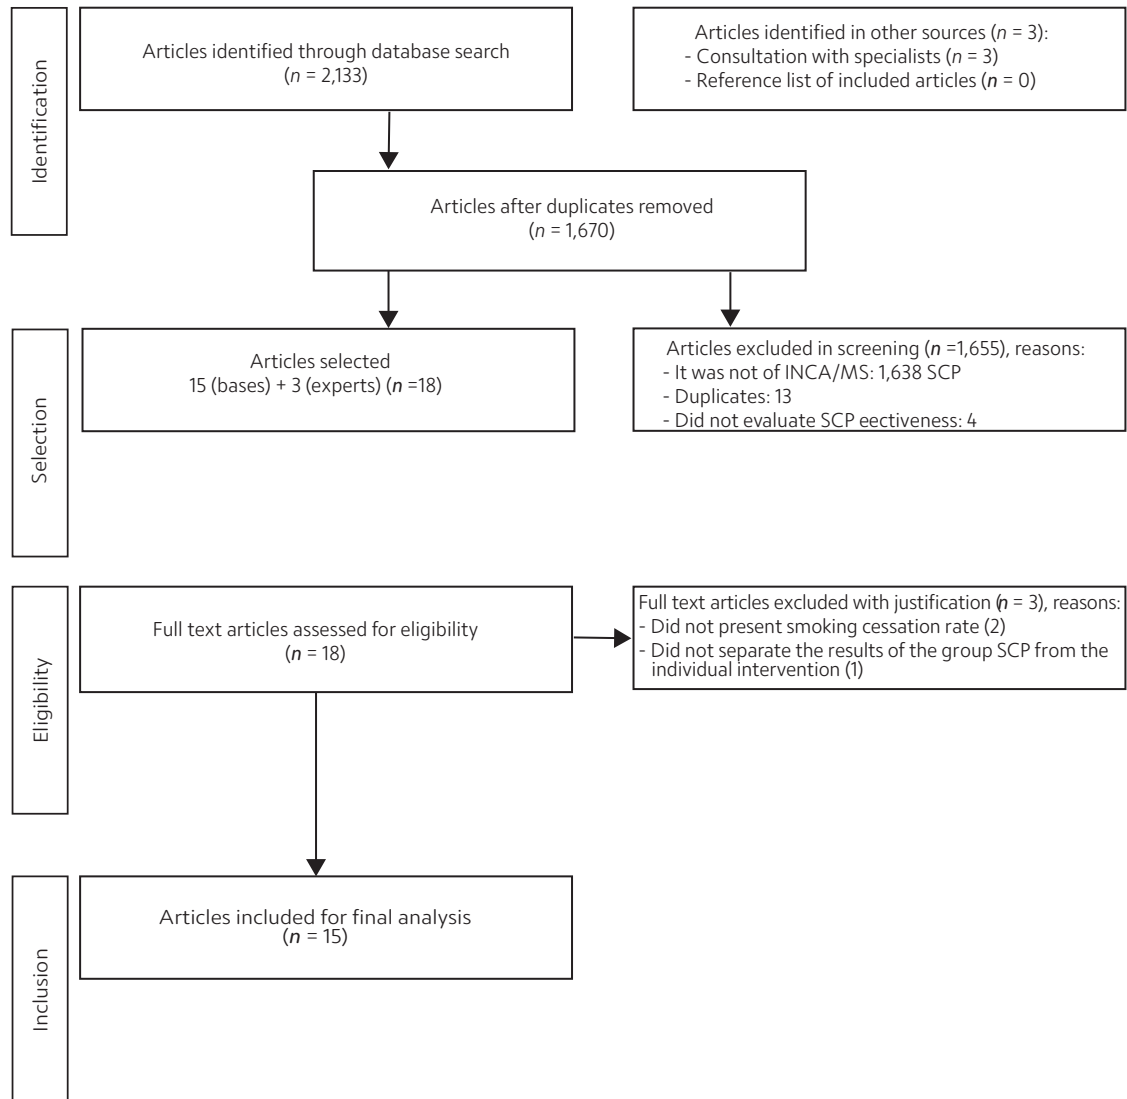 Identification
Articles identified through database search
(n = 2,133)
Articles identified in other sources (n = 3):
- Consultation with specialists (n = 3)
- Reference list of included articles (n = 0)
Articles after duplicates removed
(n = 1,670)
Selection
Articles selected
15 (bases) + 3 (experts) (n =18)
Articles excluded in screening (n =1,655), reasons:
- It was not of INCA/MS: 1,638 SCP
- Duplicates: 13
- Did not evaluate SCP eectiveness: 4
Eligibility
Full text articles assessed for eligibility
(n = 18)
Full text articles excluded with justification (n = 3), reasons:
- Did not present smoking cessation rate (2)
- Did not separate the results of the group SCP from the
individual intervention (1)
Inclusion
Articles included for final analysis
(n = 15)